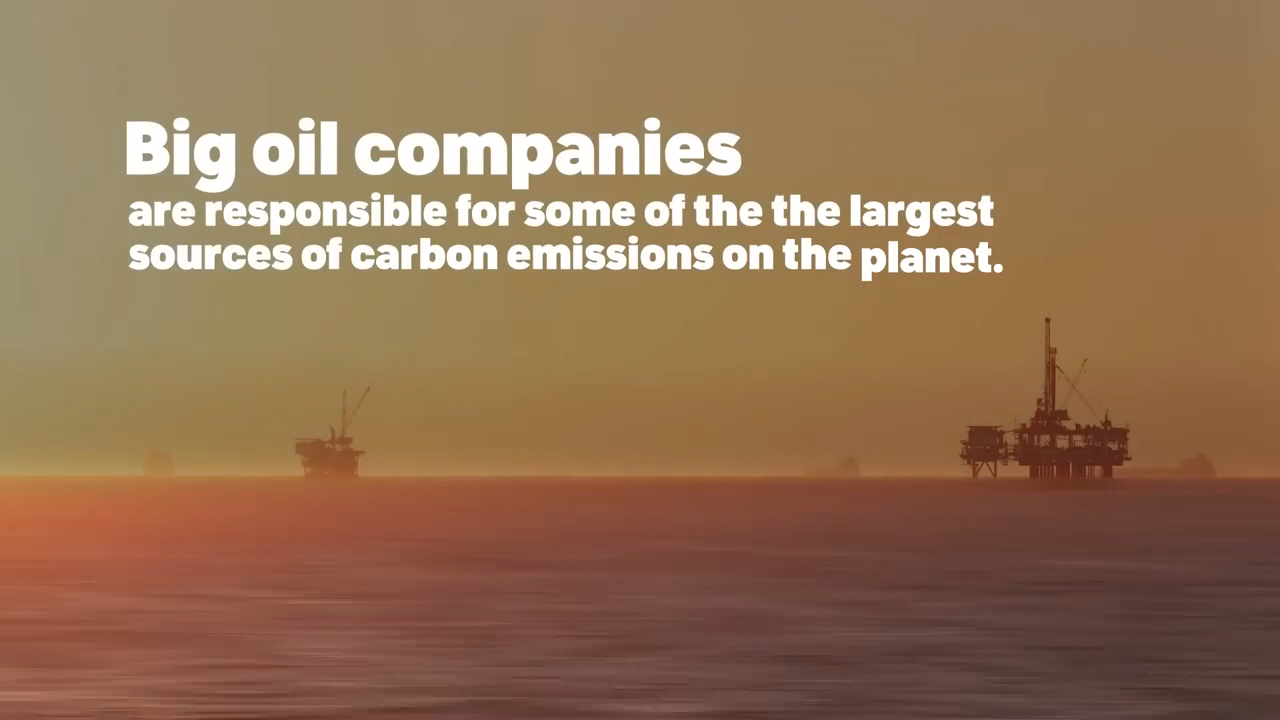 Big oil companies
are responsible for some of the the largest
sources of carbon emissions on the planet.